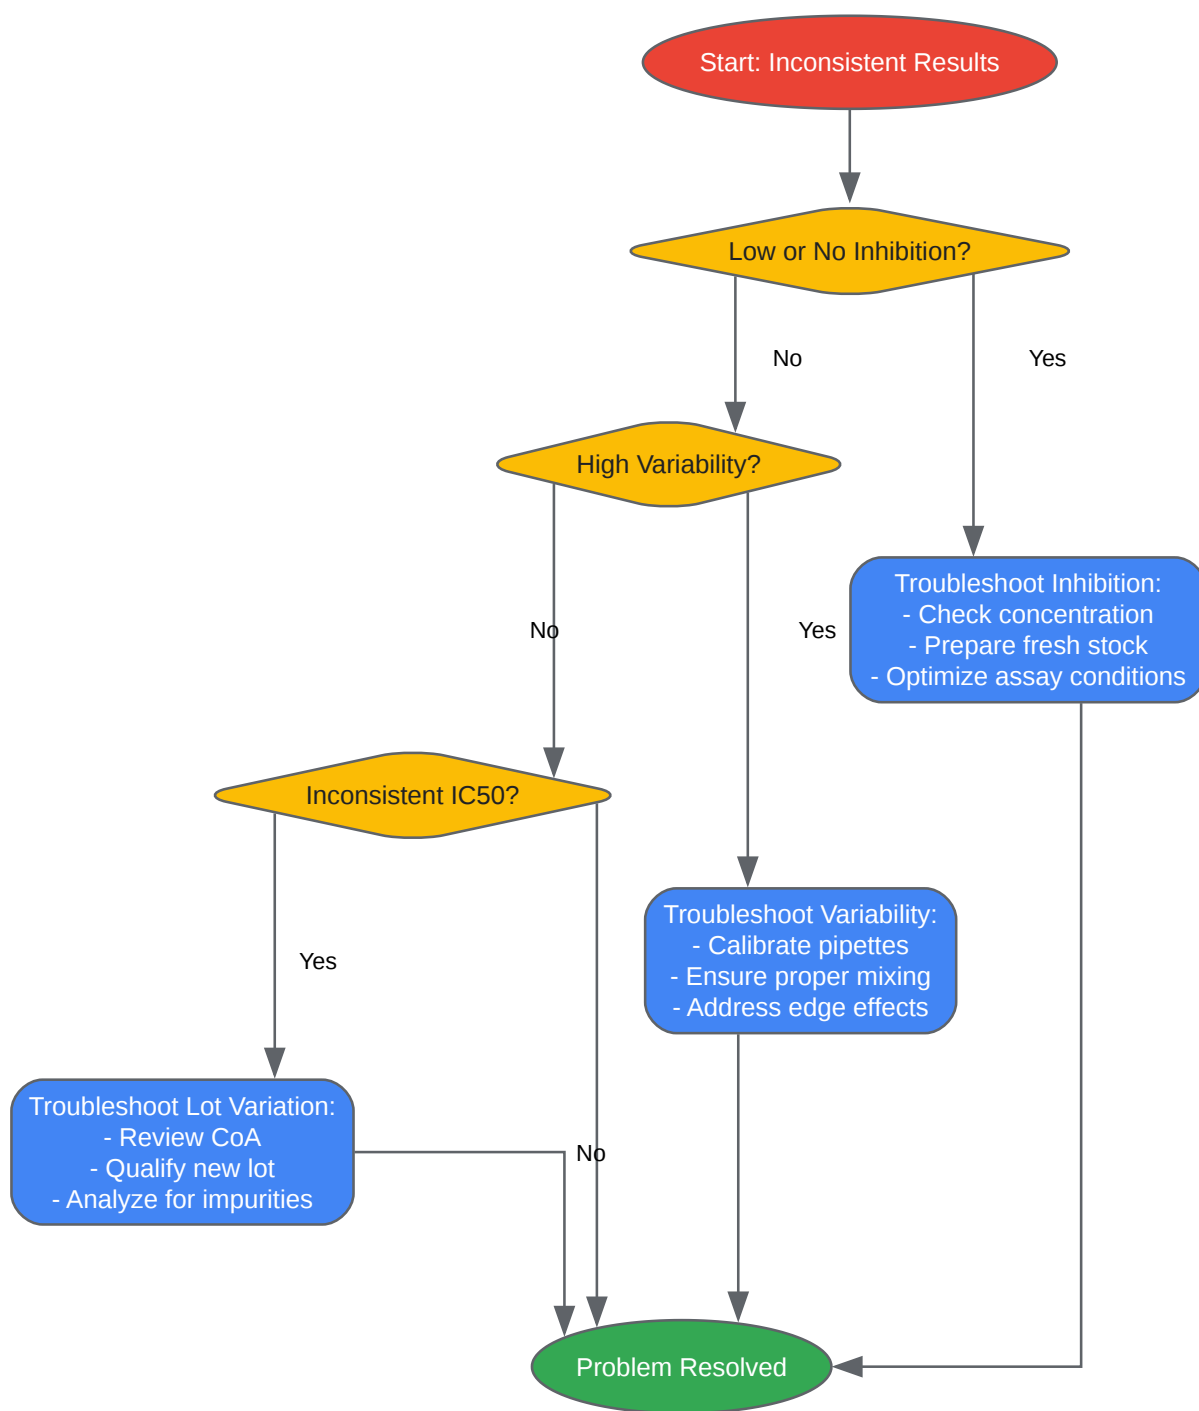 Start: Inconsistent Results
Low or No Inhibition?
No
Yes
High Variability?
Troubleshoot Inhibition:
- Check concentration
- Prepare fresh stock
- Optimize assay conditions
No
Yes
Inconsistent IC50?
Troubleshoot Variability:
- Calibrate pipettes
- Ensure proper mixing
- Address edge effects
Yes
Troubleshoot Lot Variation:
- Review CoA
- Qualify new lot
- Analyze for impurities
No
Problem Resolved